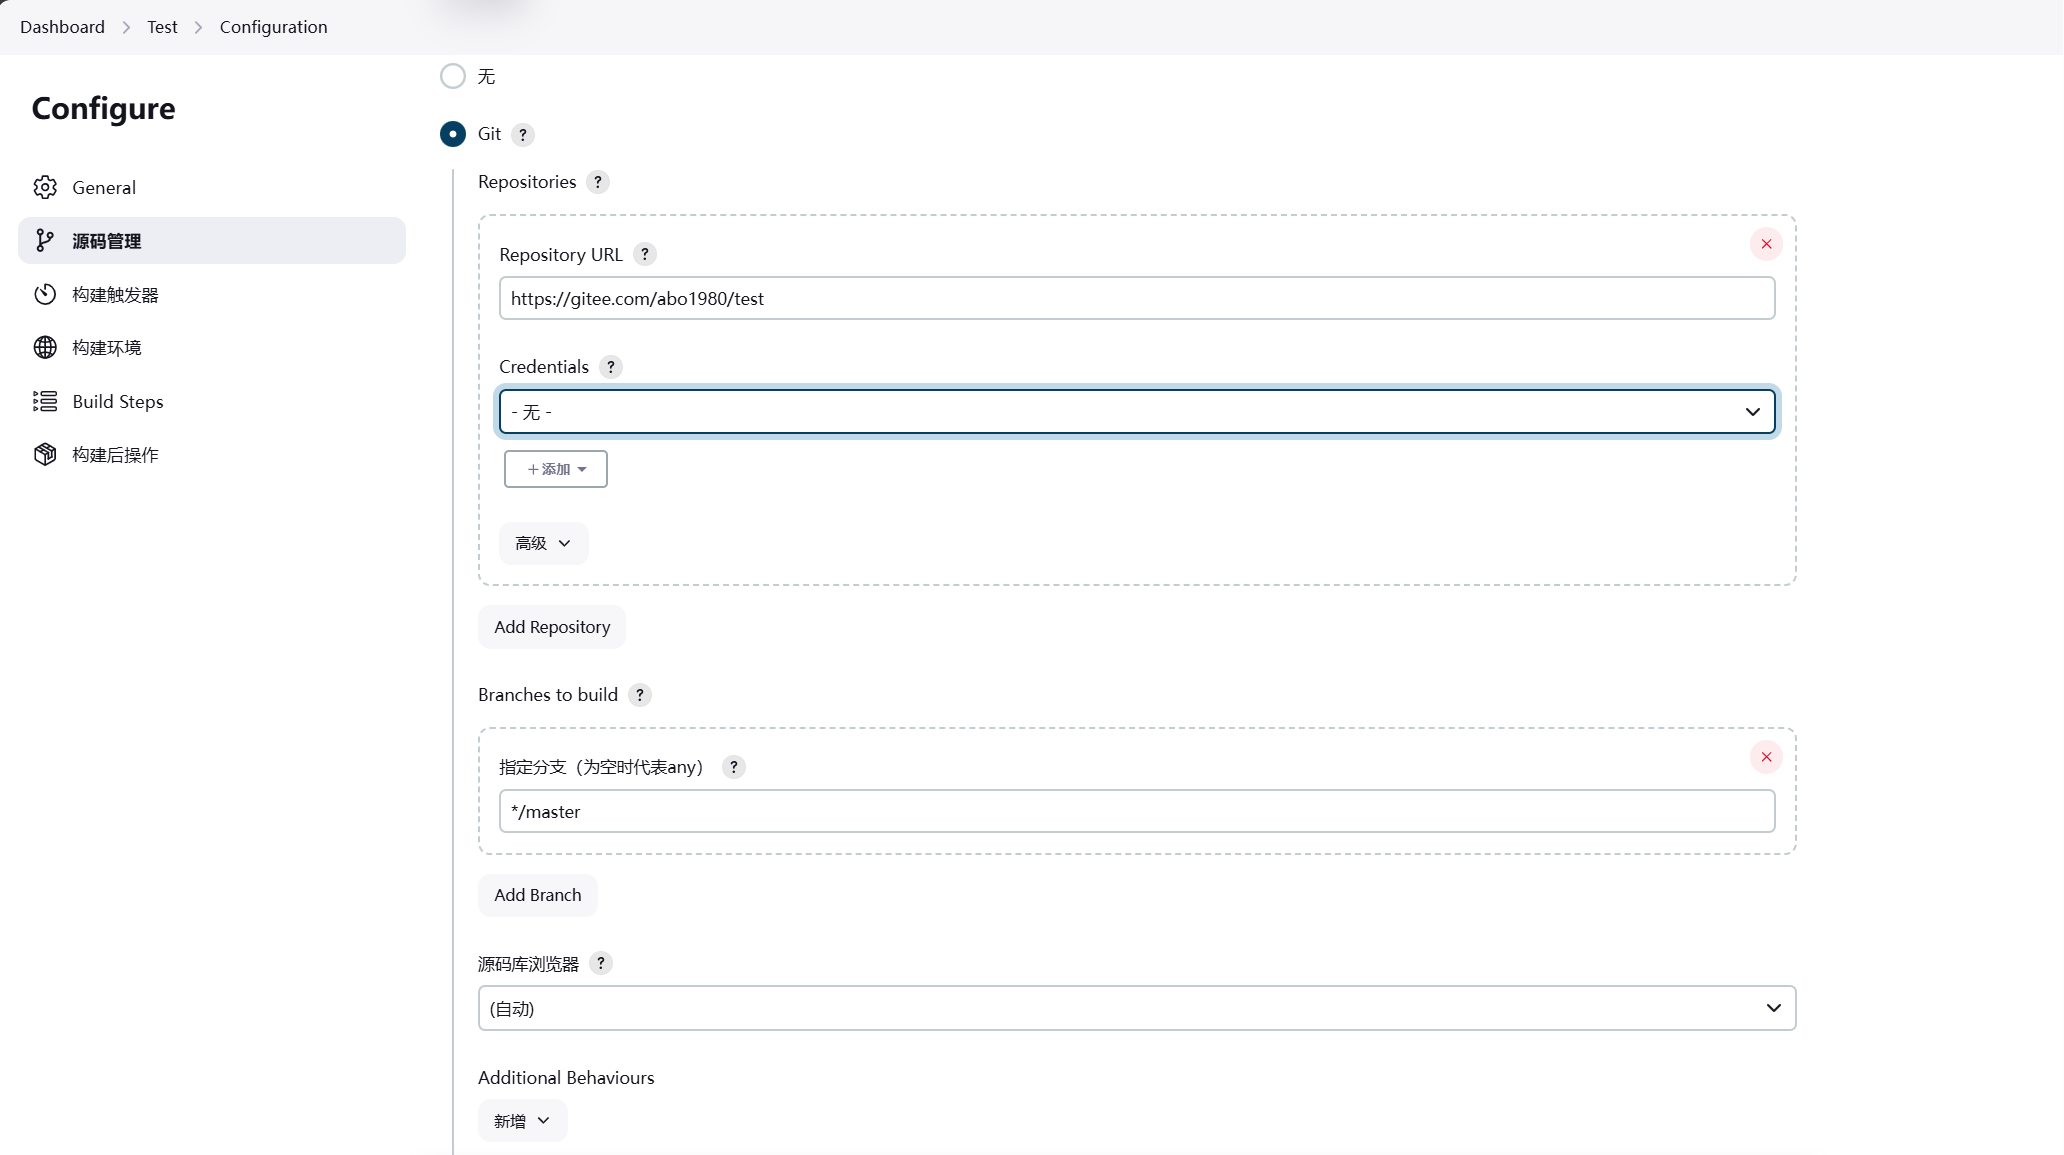 Dashboard > Test > Configuration
Configure
General
源码管理
构建触发器
构建环境
Build Steps
构建后操作
无
Git ?
Repositories ?
Repository URL ?
https://gitee.com/abo1980/test
Credentials ?
- 无 -
+添加
高级
Add Repository
Branches to build ?
指定分支（为空时代表any） ?
*/master
Add Branch
源码库浏览器 ?
(自动)
Additional Behaviours
新增